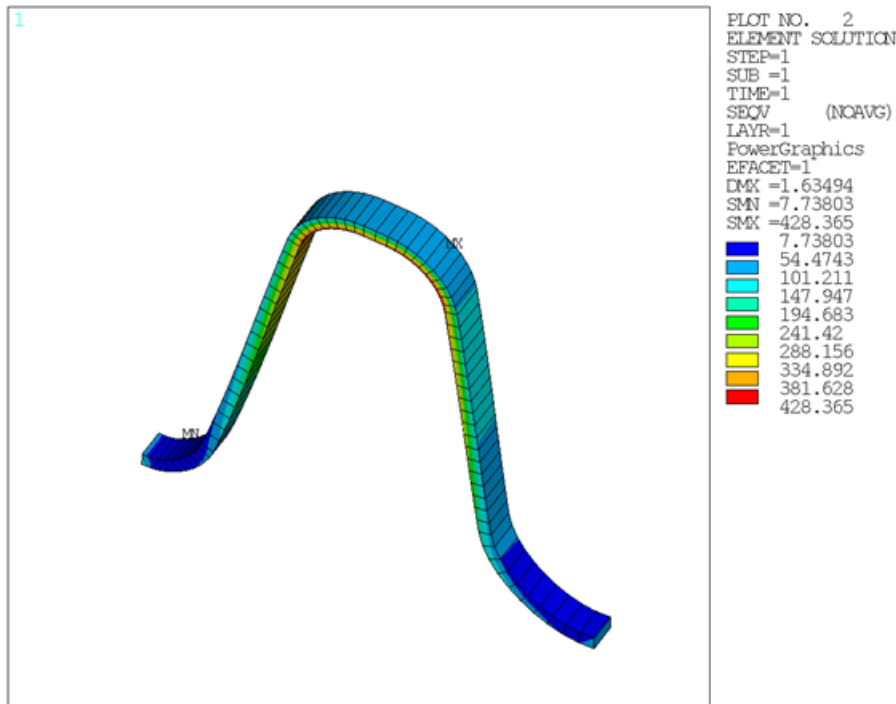 1
PLOT NO. 2
ELEMENT SOLUTION
STEP=1
SUB =1
TIME=1
SEQV (NOAVG)
LAYR=1
PowerGraphics
EFACET=1
DMX =1.63494
SMN =7.73803
SMX =428.365
7.73803
54.4743
101.211
147.947
194.683
241.42
288.156
334.892
381.628
428.365
MX
MN